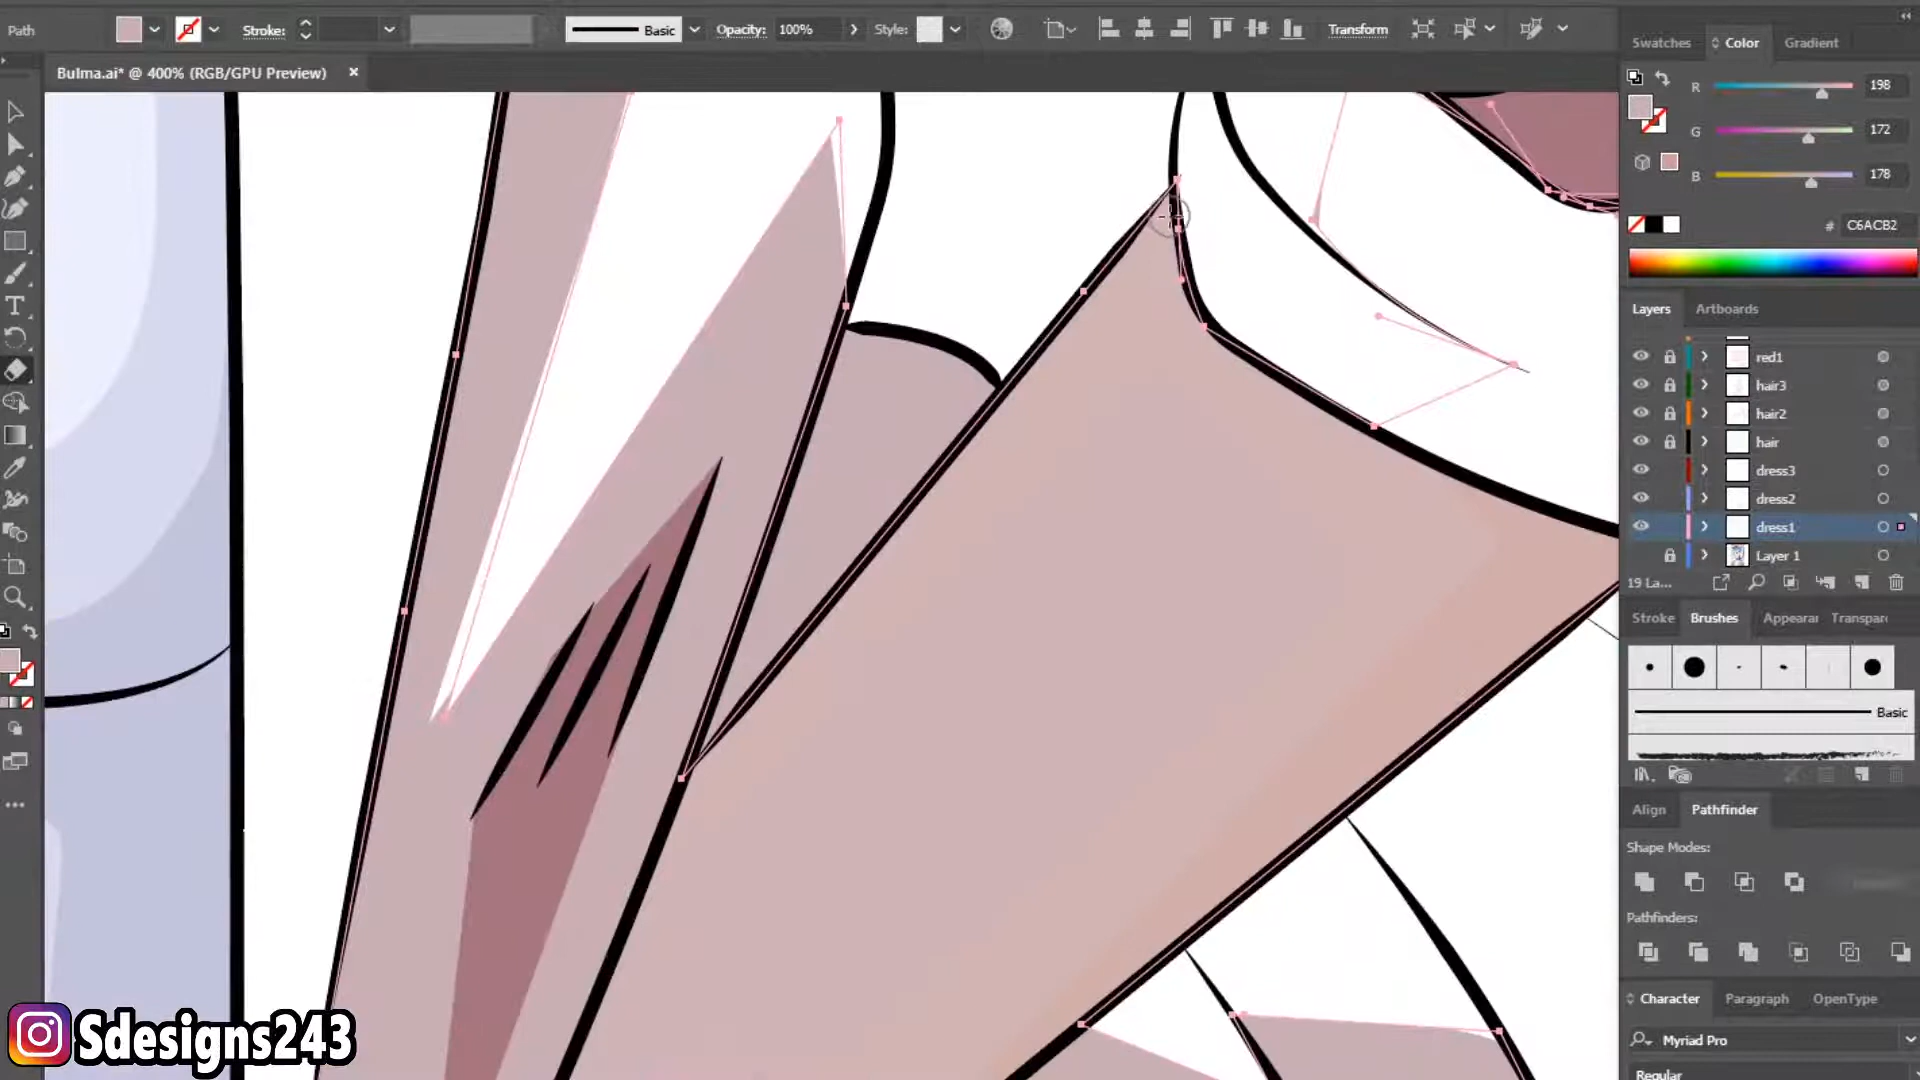 Path
Stroke:
Basic
Opacity:
100%
Style:
Transform
Bulma.ai* @ 400% (RGB/GPU Preview)
×
Swatches
Color
Gradient
R
198
G
172
B
178
#
C6ACB2
Layers
Artboards
red1
hair3
hair2
hair
dress3
dress2
dress1
Layer 1
19 La...
Stroke
Brushes
Appearar
Transparc
Basic
Align
Pathfinder
Shape Modes:
Pathfinders:
Character
Paragraph
OpenType
Myriad Pro
Regular
Sdesigns243